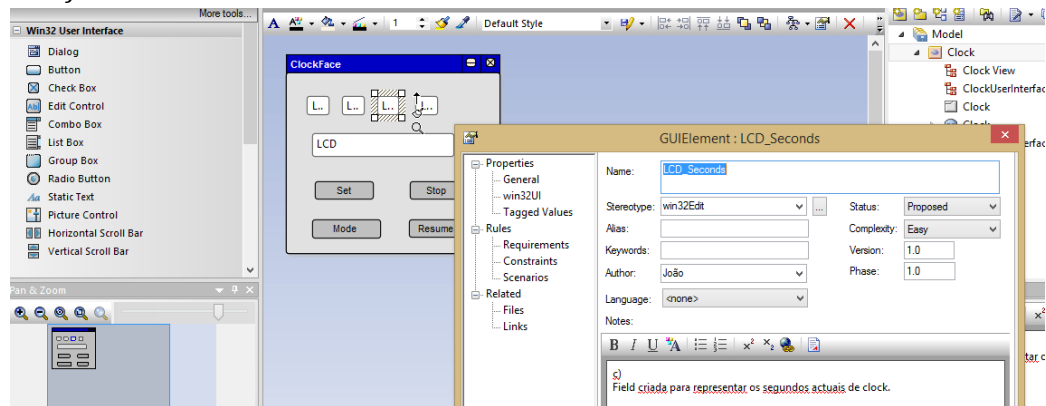 More tools...
Win32 User Interface
Dialog
Button
Check Box
Edit Control
Combo Box
List Box
Group Box
Radio Button
Static Text
Picture Control
Horizontal Scroll Bar
Vertical Scroll Bar
Pan & Zoom
1
Default Style
ClockFace
L..
L..
L..
L..
LCD
Set
Stop
Mode
Resume
Model
Clock
Clock View
ClockUserInterfac
Clock
GUIElement : LCD_Seconds
Properties
General
win32UI
Tagged Values
Rules
Requirements
Constraints
Scenarios
Related
Files
Links
Name: LCD_Seconds
Stereotype: win32Edit ... Status: Proposed
Alias: Complexity: Easy
Keywords: Version: 1.0
Author: João Phase: 1.0
Language: <none>
Notes:
B I U A x² x₂
ç)
Field criada para representar os segundos actuais de clock.